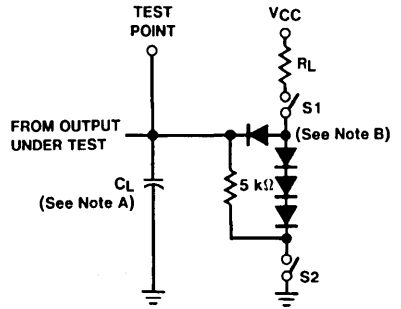 TEST
POINT
VCC
RL
S1
FROM OUTPUT
UNDER TEST
(See Note B)
CL
(See Note A)
5 kΩ
S2